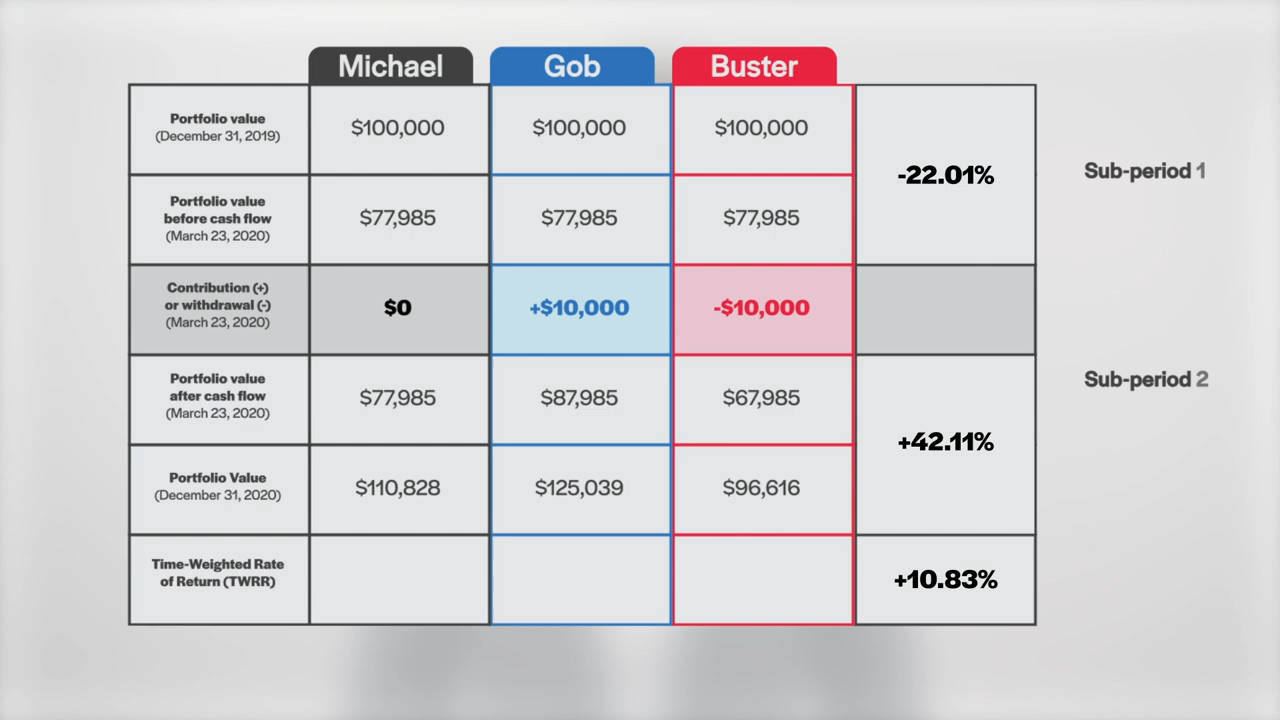 Michael Gob Buster
Portfolio value
(December 31, 2019)
$100,000 $100,000 $100,000
-22.01%
Sub-period 1
Portfolio value
before cash flow
(March 23, 2020)
$77,985 $77,985 $77,985
Contribution (+)
or withdrawal (-)
(March 23, 2020)
$0 +$10,000 -$10,000
Sub-period 2
Portfolio value
after cash flow
(March 23, 2020)
$77,985 $87,985 $67,985
+42.11%
Portfolio Value
(December 31, 2020)
$110,828 $125,039 $96,616
Time-Weighted Rate
of Return (TWRR)
+10.83%